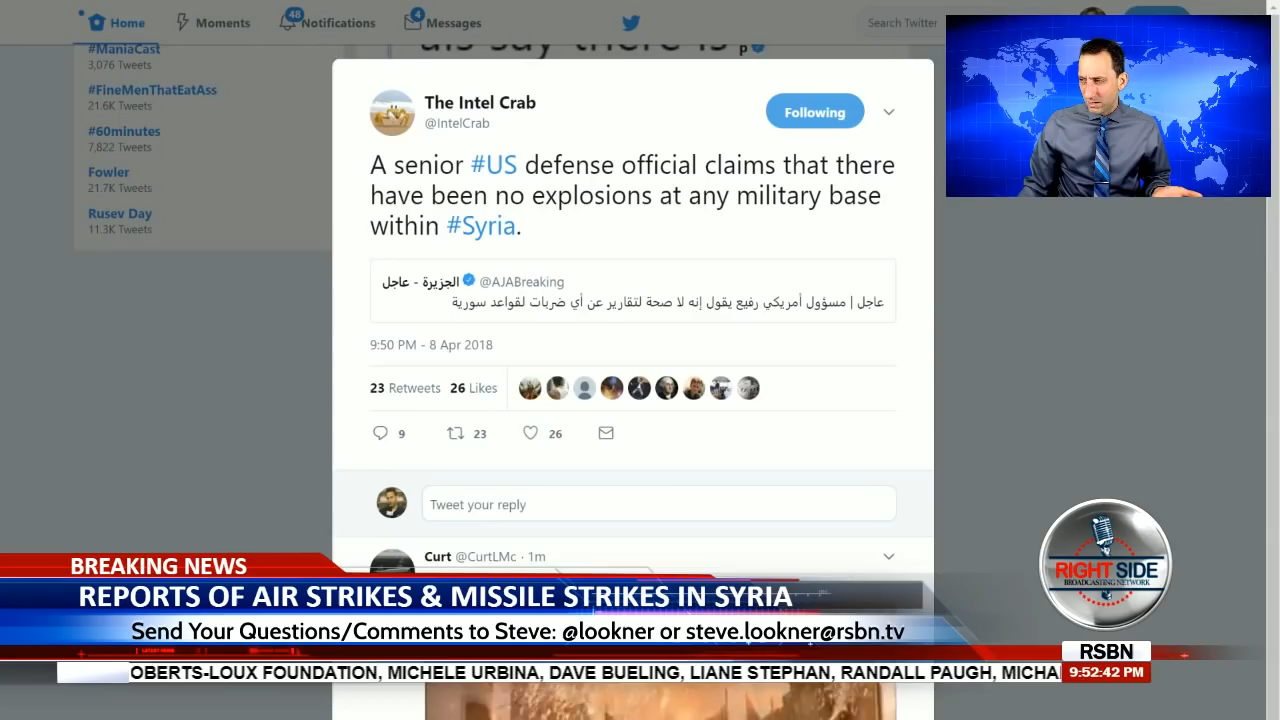 Home
Moments
48
Notifications
4
Messages
Search Twitter
#ManiaCast
3,076 Tweets
#FineMenThatEatAss
21.6K Tweets
#60minutes
7,822 Tweets
Fowler
21.7K Tweets
Rusev Day
11.3K Tweets
The Intel Crab
@IntelCrab
Following
A senior #US defense official claims that there
have been no explosions at any military base
within #Syria.
الجزيرة - عاجل @AJABreaking
عاجل | مسؤول أمريكي رفيع يقول إنه لا صحة لتقارير عن أي ضربات لقواعد سورية
9:50 PM - 8 Apr 2018
23 Retweets 26 Likes
9 23 26
Tweet your reply
Curt @CurtLMc · 1m
BREAKING NEWS
REPORTS OF AIR STRIKES & MISSILE STRIKES IN SYRIA
Send Your Questions/Comments to Steve: @lookner or steve.lookner@rsbn.tv
RIGHT SIDE
BROADCASTING NETWORK
RSBN
9:52:42 PM
OBERTS-LOUX FOUNDATION, MICHELE URBINA, DAVE BUELING, LIANE STEPHAN, RANDALL PAUGH, MICHA